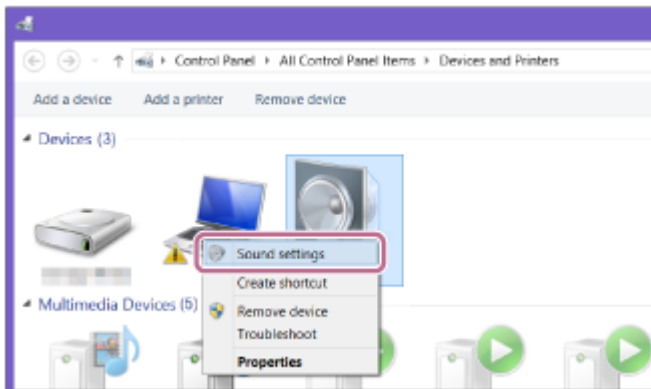 Control Panel ▸ All Control Panel Items ▸ Devices and Printers
Add a device Add a printer Remove device
Devices (3)
Sound settings
Create shortcut
Multimedia Devices (5)
Remove device
Troubleshoot
Properties